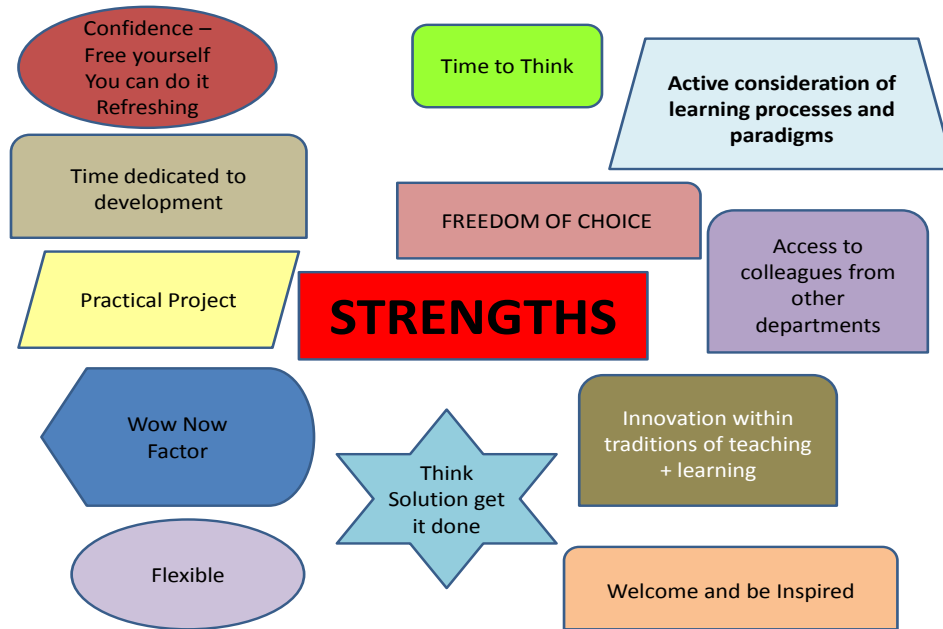 Confidence –
Free yourself
You can do it
Refreshing
Time to Think
Active consideration of
learning processes and
paradigms
Time dedicated to
development
FREEDOM OF CHOICE
Access to
colleagues from
other
departments
Practical Project
STRENGTHS
Wow Now
Factor
Innovation within
traditions of teaching
+ learning
Think
Solution get
it done
Flexible
Welcome and be Inspired